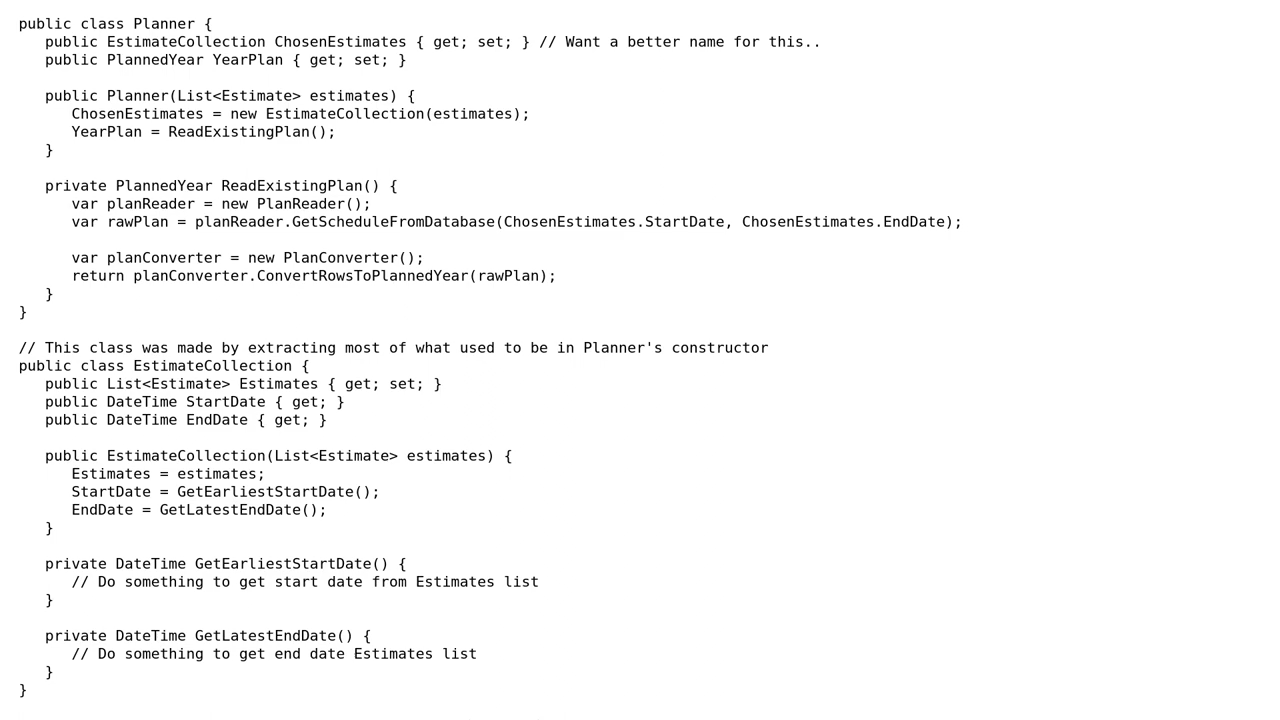 public class Planner {
   public EstimateCollection ChosenEstimates { get; set; } // Want a better name for this..
   public PlannedYear YearPlan { get; set; }

   public Planner(List<Estimate> estimates) {
      ChosenEstimates = new EstimateCollection(estimates);
      YearPlan = ReadExistingPlan();
   }

   private PlannedYear ReadExistingPlan() {
      var planReader = new PlanReader();
      var rawPlan = planReader.GetScheduleFromDatabase(ChosenEstimates.StartDate, ChosenEstimates.EndDate);

      var planConverter = new PlanConverter();
      return planConverter.ConvertRowsToPlannedYear(rawPlan);
   }
}

// This class was made by extracting most of what used to be in Planner's constructor
public class EstimateCollection {
   public List<Estimate> Estimates { get; set; }
   public DateTime StartDate { get; }
   public DateTime EndDate { get; }

   public EstimateCollection(List<Estimate> estimates) {
      Estimates = estimates;
      StartDate = GetEarliestStartDate();
      EndDate = GetLatestEndDate();
   }

   private DateTime GetEarliestStartDate() {
      // Do something to get start date from Estimates list
   }

   private DateTime GetLatestEndDate() {
      // Do something to get end date Estimates list
   }
}